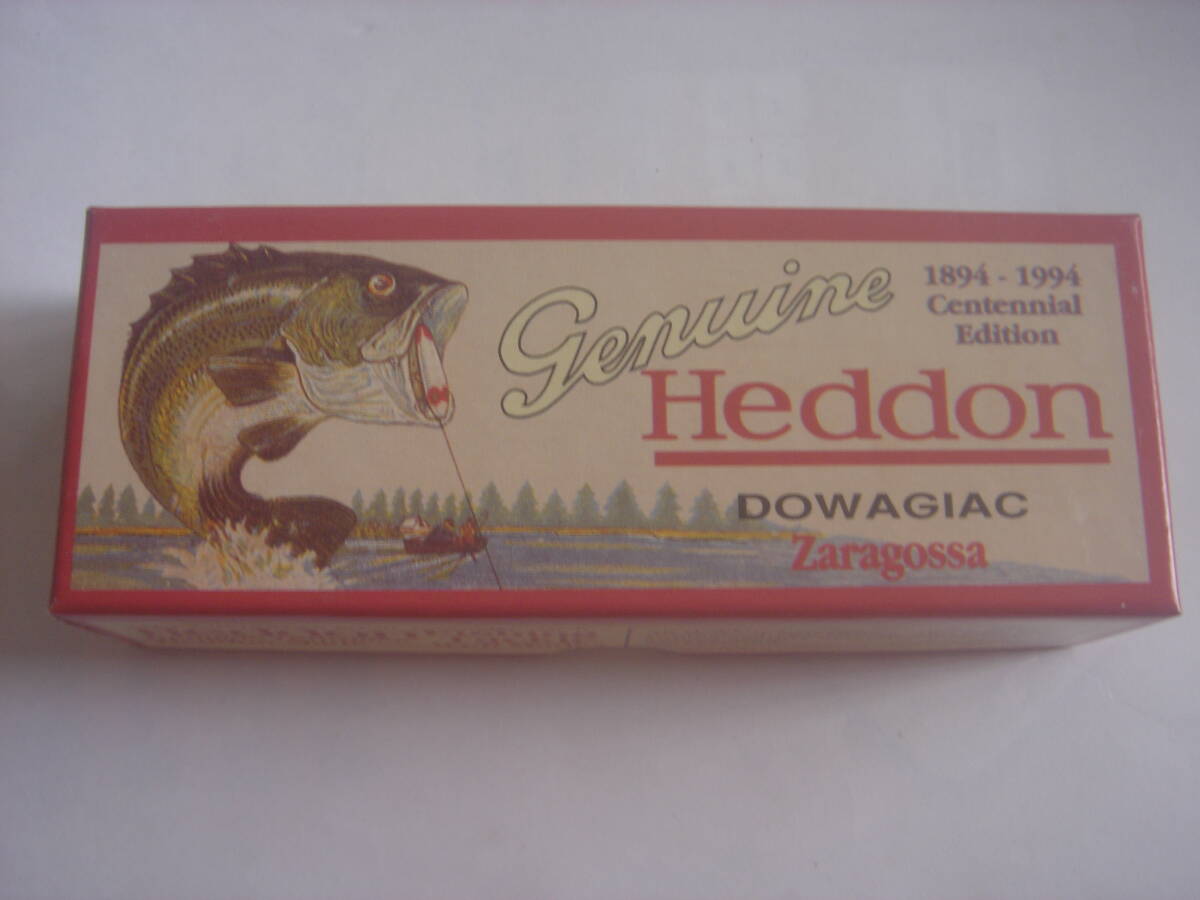 Genuine
1894 - 1994
Centennial
Edition
Heddon
DOWAGIAC
Zaragossa